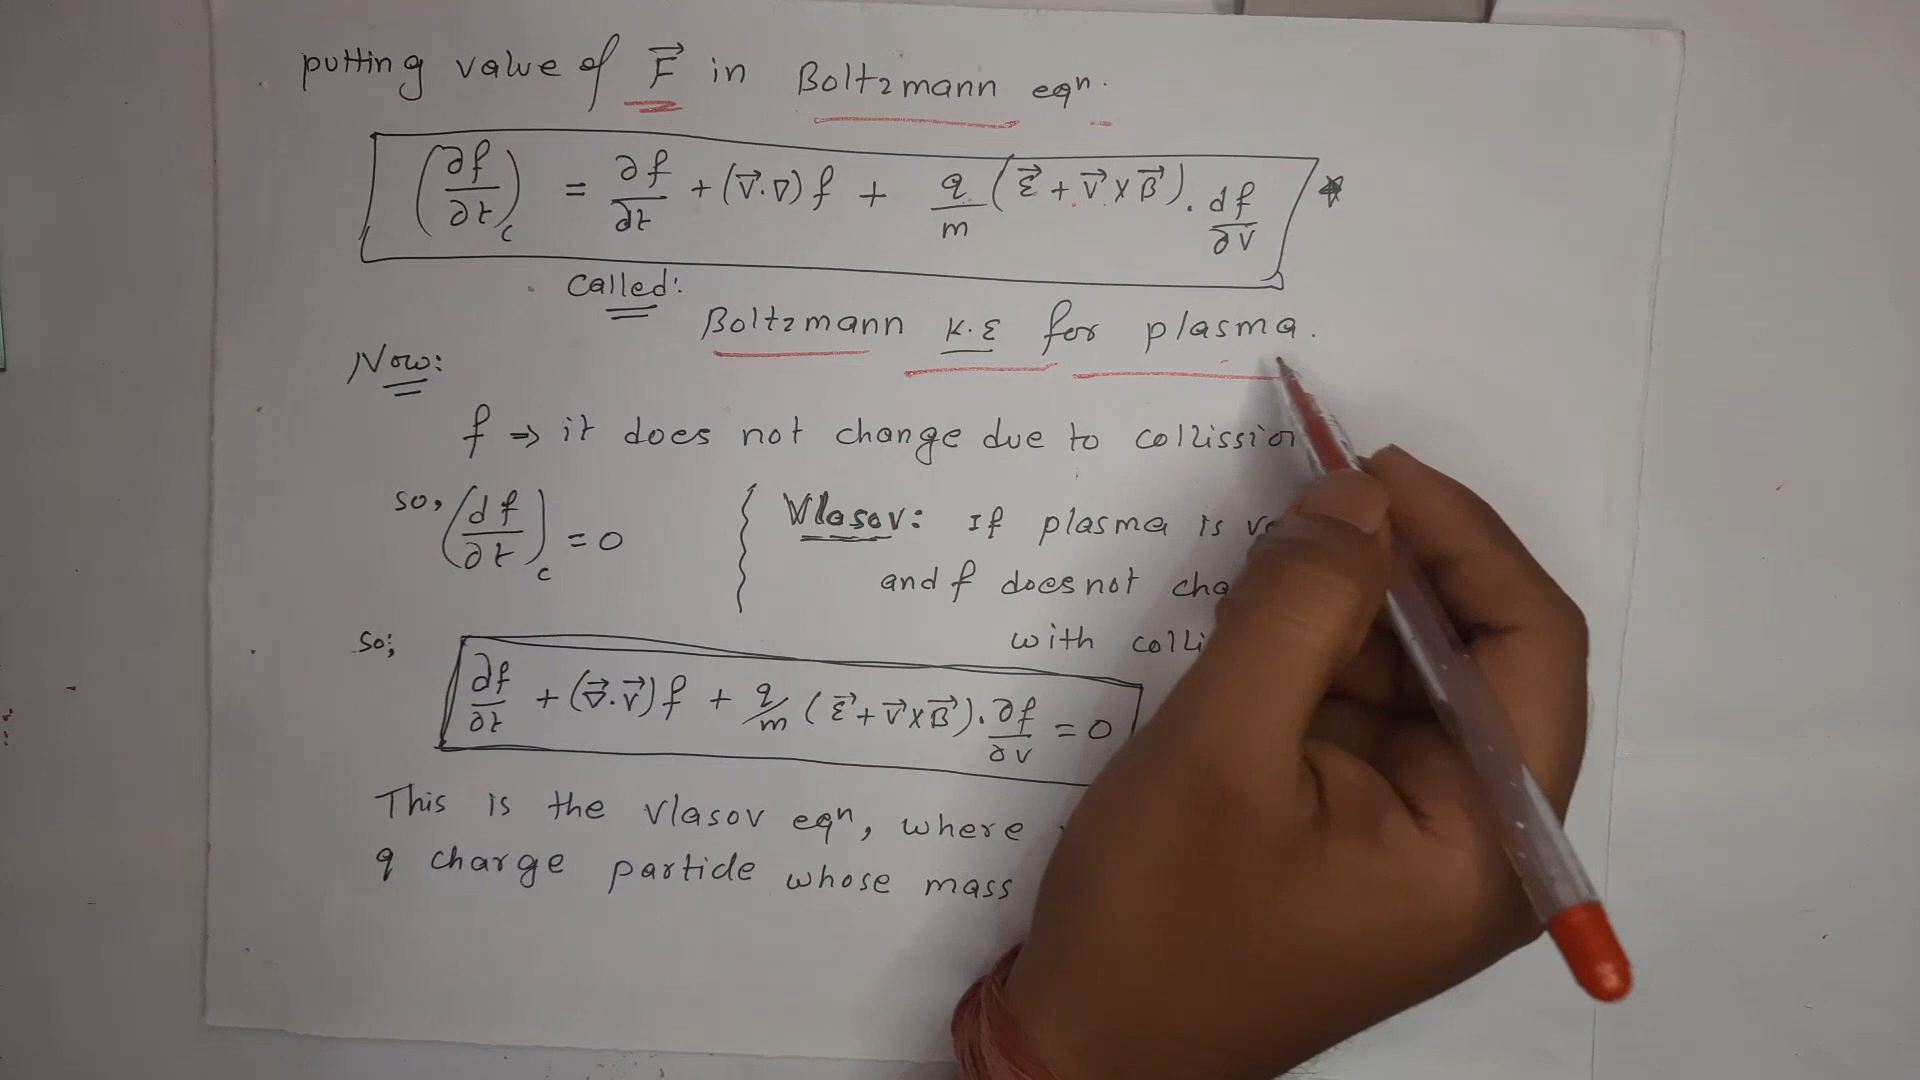 putting value of F⃗ in Boltzmann eqn.
(∂f/∂t)c = ∂f/∂t + (v⃗.∇)f + q/m (ε⃗ + v⃗ x B⃗). df/∂v
Called:
Boltzmann K.E for plasma.
Now:
f ⇒ it does not change due to collission
so, (df/∂t)c = 0
Vlasov: If plasma is
and f does not
with
So;
∂f/∂t + (∇⃗.v⃗)f + q/m (ε⃗ + v⃗ x B⃗). ∂f/∂v = 0
This is the vlasov eqn, where
q charge particle whose mass